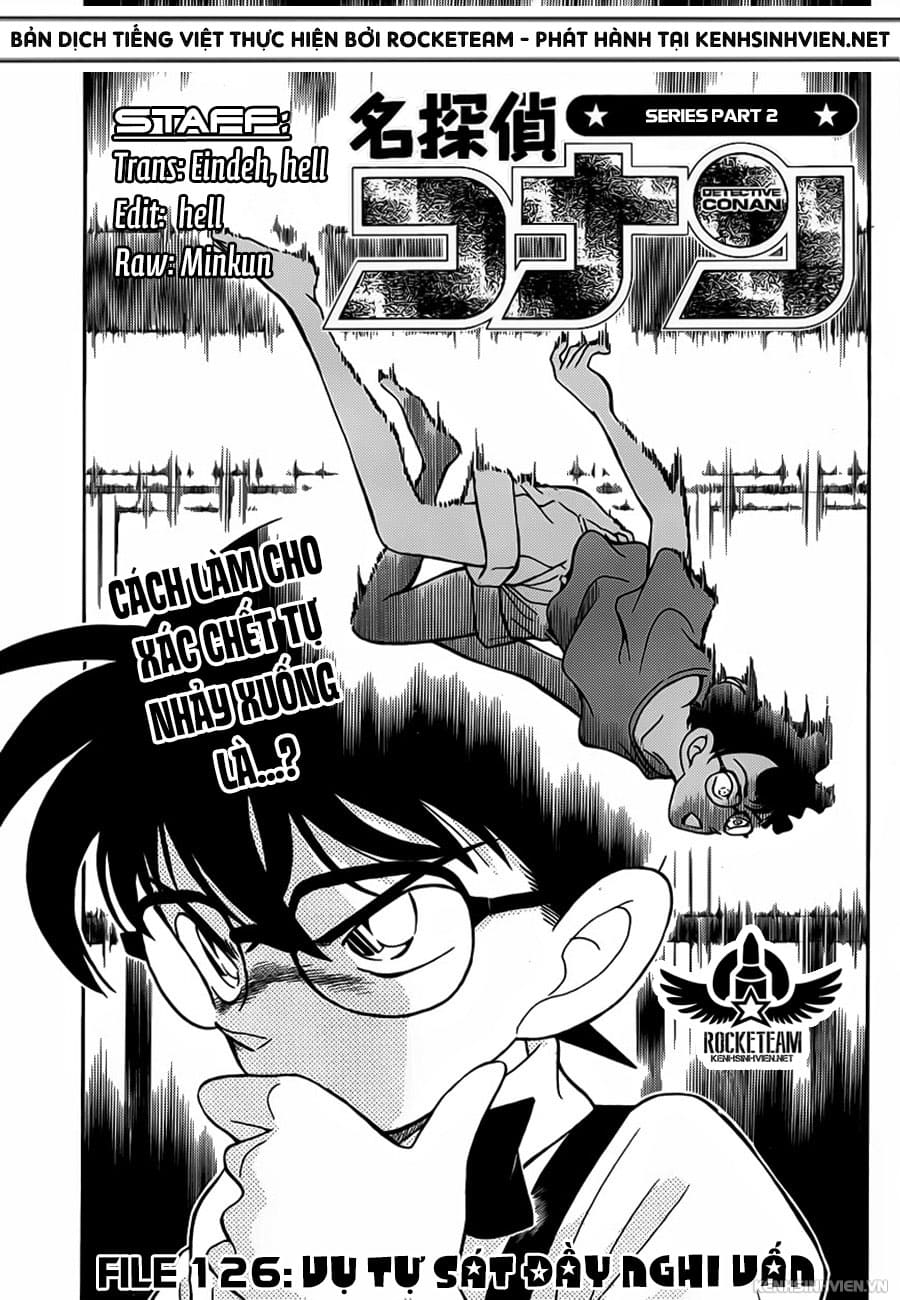 BẢN DỊCH TIẾNG VIỆT THỰC HIỆN BỞI ROCKETEAM - PHÁT HÀNH TẠI KENHSINHVIEN.NET
STAFF:
Trans: Eindeh, hell
Edit: hell
Raw: Minkun
名探偵
SERIES PART 2
コナン
DETECTIVE
CONAN
CÁCH LÀM CHO
XÁC CHẾT TỰ
NHẢY XUỐNG
LÀ...?
ROCKETEAM
KENHSINHVIEN.NET
FILE 126: VỤ TỰ SÁT ĐẦY NGHI VẤN
KENHSINHVIEN.VN